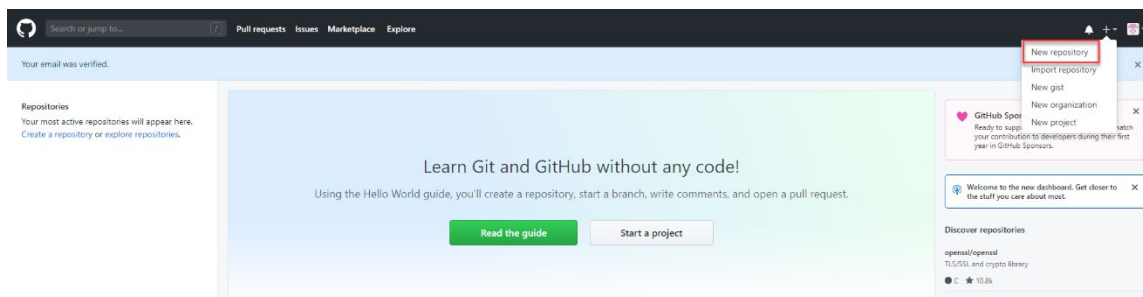 Search or jump to...
/
Pull requests Issues Marketplace Explore
New repository
Import repository
New gist
New organization
New project
Your email was verified.
Repositories
Your most active repositories will appear here.
Create a repository or explore repositories.
Learn Git and GitHub without any code!
Using the Hello World guide, you'll create a repository, start a branch, write comments, and open a pull request.
Read the guide
Start a project
GitHub Spon
Ready to supp
atch
your contribution to developers during their first
year in GitHub Sponsors.
Welcome to the new dashboard. Get closer to
the stuff you care about most.
Discover repositories
openssl/openssl
TLS/SSL and crypto library
C ★ 10.8k